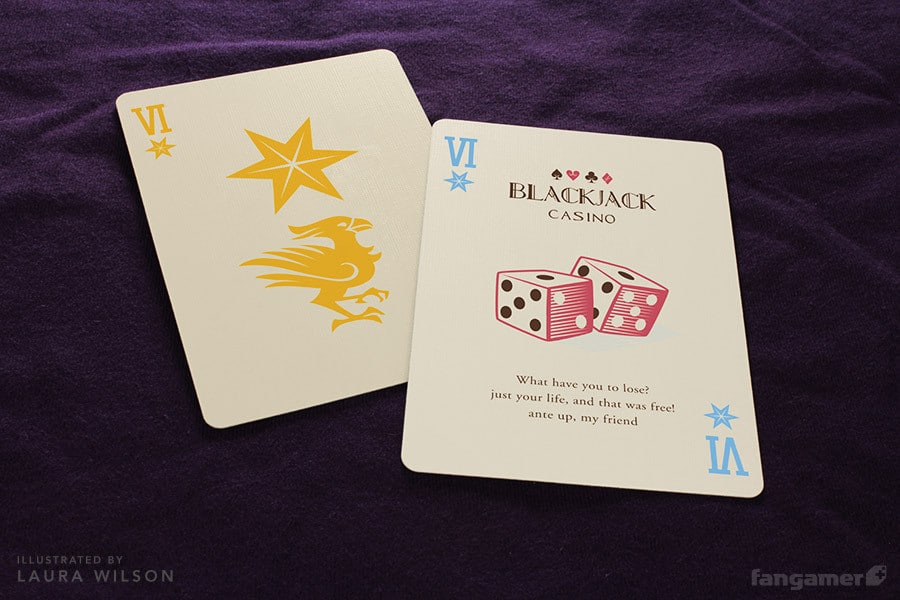 VI
VI
BLACKJACK
CASINO
What have you to lose?
just your life, and that was free!
ante up, my friend
VI
ILLUSTRATED BY
LAURA WILSON
fangamer